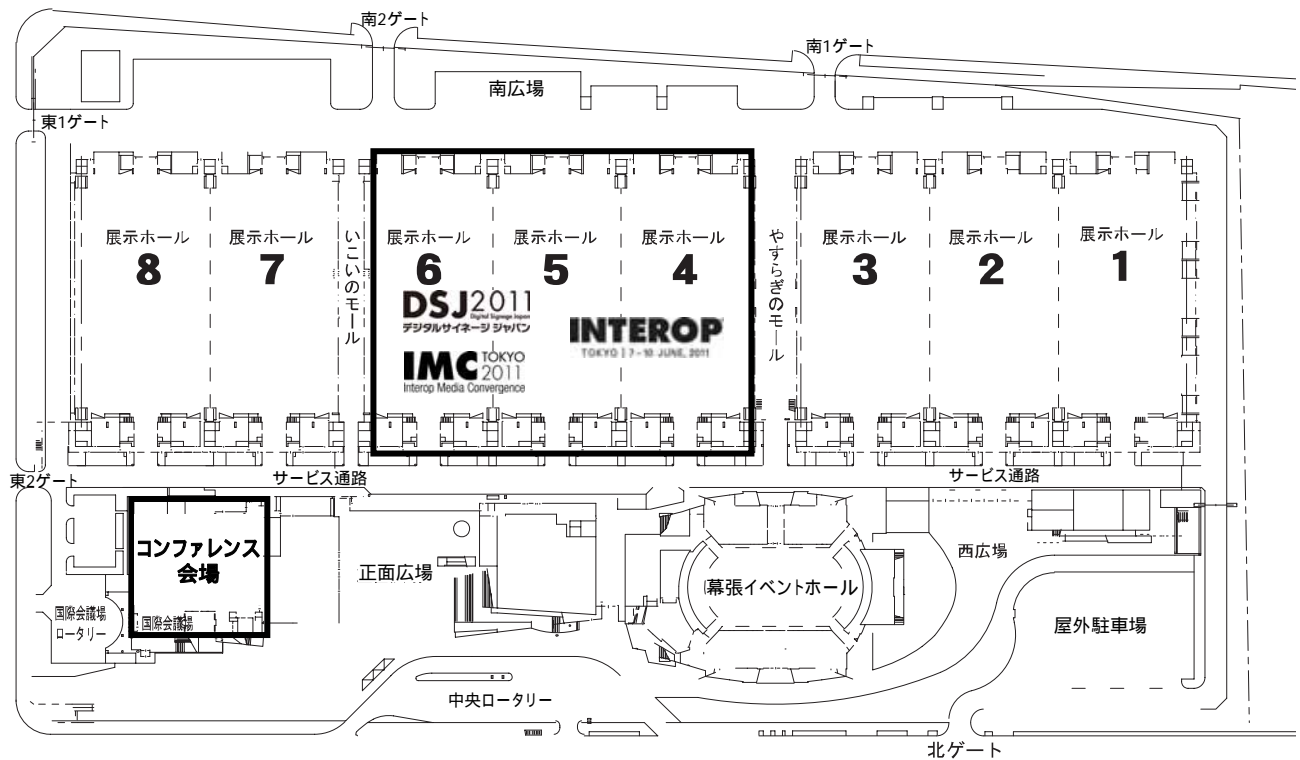 南2ゲート
南1ゲート
南広場
東1ゲート
展示ホール
8
展示ホール
7
いこいのモール
展示ホール
6
展示ホール
5
展示ホール
4
やすらぎのモール
展示ホール
3
展示ホール
2
展示ホール
1
DSJ2011
Digital Signage Japan
デジタルサイネージ ジャパン
IMC TOKYO 2011
Interop Media Convergence
INTEROP
TOKYO | 7 - 10 JUNE, 2011
東2ゲート
サービス通路
サービス通路
コンファレンス
会場
国際会議場
国際会議場
ロータリー
正面広場
幕張イベントホール
西広場
屋外駐車場
中央ロータリー
北ゲート